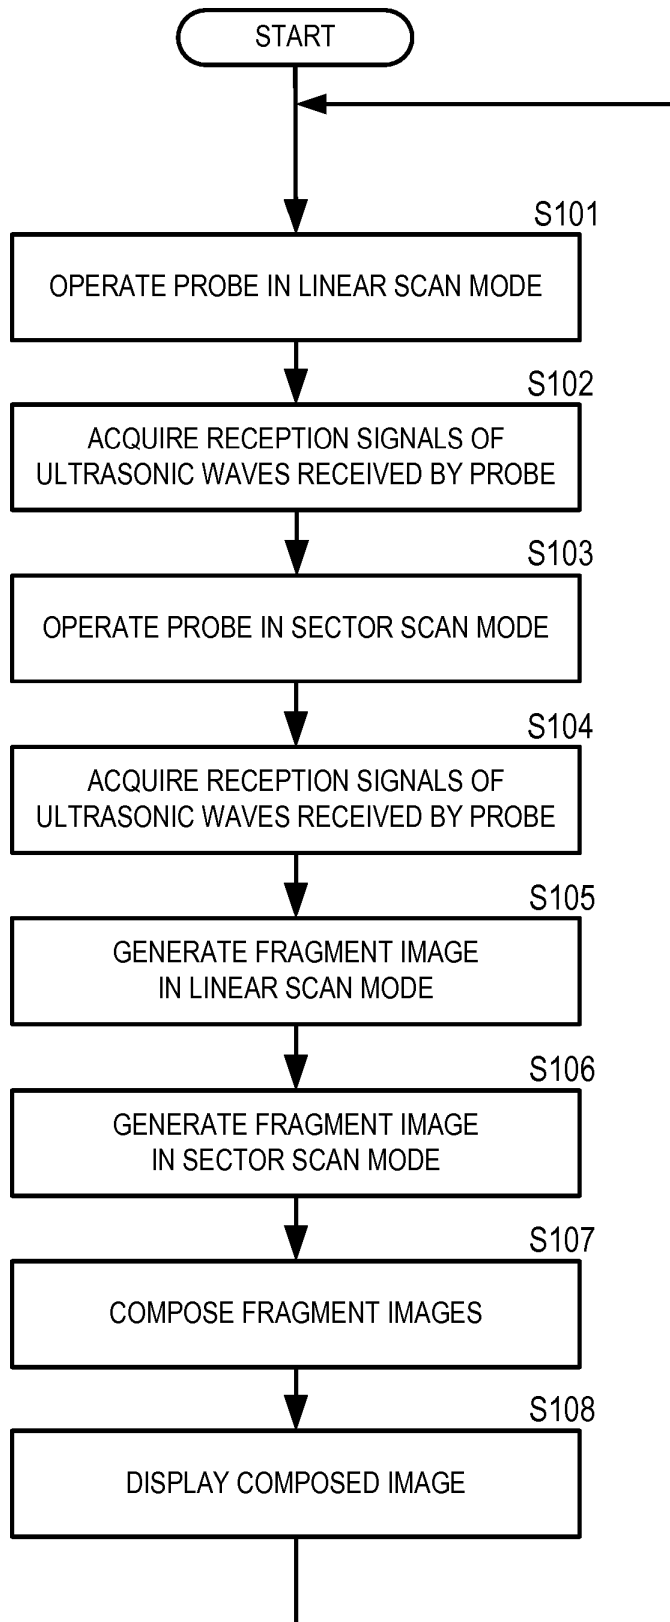 START
S101
OPERATE PROBE IN LINEAR SCAN MODE
S102
ACQUIRE RECEPTION SIGNALS OF
ULTRASONIC WAVES RECEIVED BY PROBE
S103
OPERATE PROBE IN SECTOR SCAN MODE
S104
ACQUIRE RECEPTION SIGNALS OF
ULTRASONIC WAVES RECEIVED BY PROBE
S105
GENERATE FRAGMENT IMAGE
IN LINEAR SCAN MODE
S106
GENERATE FRAGMENT IMAGE
IN SECTOR SCAN MODE
S107
COMPOSE FRAGMENT IMAGES
S108
DISPLAY COMPOSED IMAGE